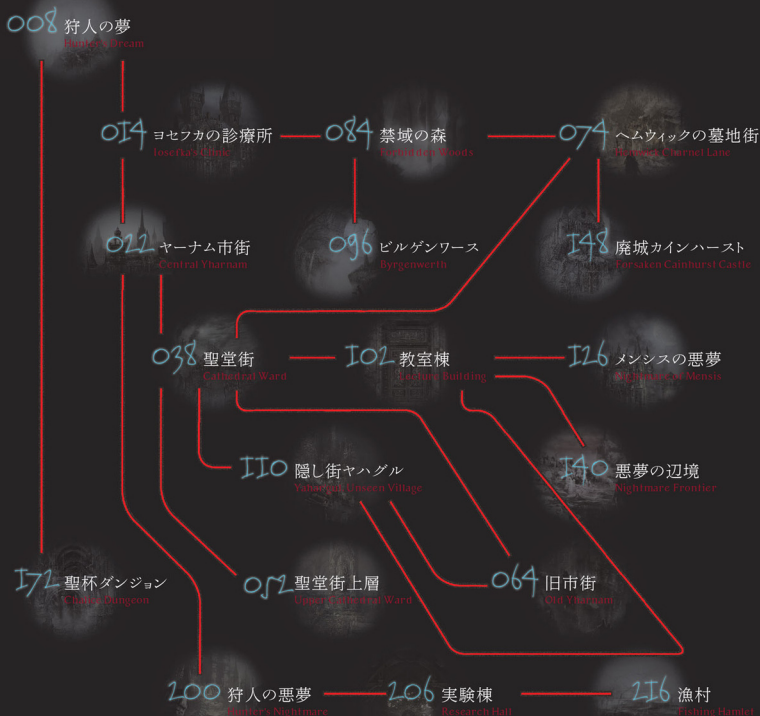 008 狩人の夢
Hunter's Dream
014 ヨセフカの診療所
Iosefka's Clinic
084 禁域の森
Forbidden Woods
074 ヘムウィックの墓地街
Hemwick Charnel Lane
022 ヤーナム市街
Central Yharnam
096 ビルゲンワース
Byrgenwerth
148 廃城カインハースト
Forsaken Cainhurst Castle
038 聖堂街
Cathedral Ward
102 教室棟
Lecture Building
126 メンシスの悪夢
Nightmare of Mensis
110 隠し街ヤハグル
Yahar'gul Unseen Village
140 悪夢の辺境
Nightmare Frontier
172 聖杯ダンジョン
Chalice Dungeon
052 聖堂街上層
Upper Cathedral Ward
064 旧市街
Old Yharnam
200 狩人の悪夢
Hunter's Nightmare
206 実験棟
Research Hall
216 漁村
Fishing Hamlet